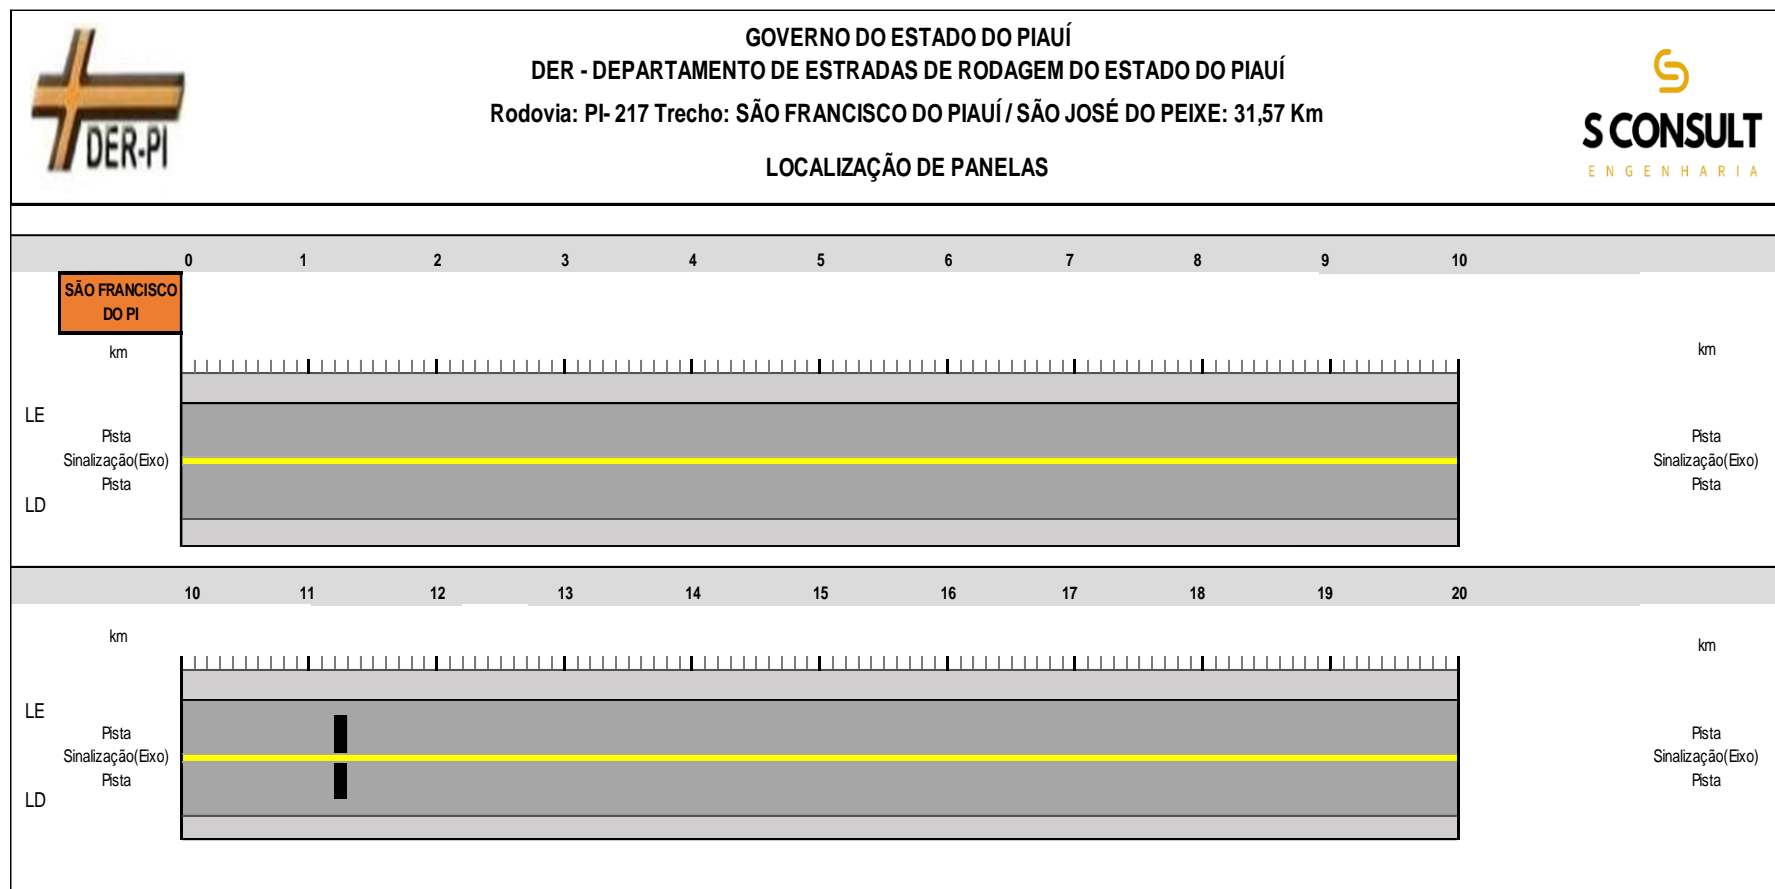 DER-PI
GOVERNO DO ESTADO DO PIAUÍ
DER - DEPARTAMENTO DE ESTRADAS DE RODAGEM DO ESTADO DO PIAUÍ
Rodovia: PI- 217 Trecho: SÃO FRANCISCO DO PIAUÍ / SÃO JOSÉ DO PEIXE: 31,57 Km
LOCALIZAÇÃO DE PANELAS
S CONSULT
ENGENHARIA
0 1 2 3 4 5 6 7 8 9 10
SÃO FRANCISCO
DO PI
km km
LE
Pista Pista
Sinalização(Eixo) Sinalização(Eixo)
Pista Pista
LD
10 11 12 13 14 15 16 17 18 19 20
km km
LE
Pista Pista
Sinalização(Eixo) Sinalização(Eixo)
Pista Pista
LD